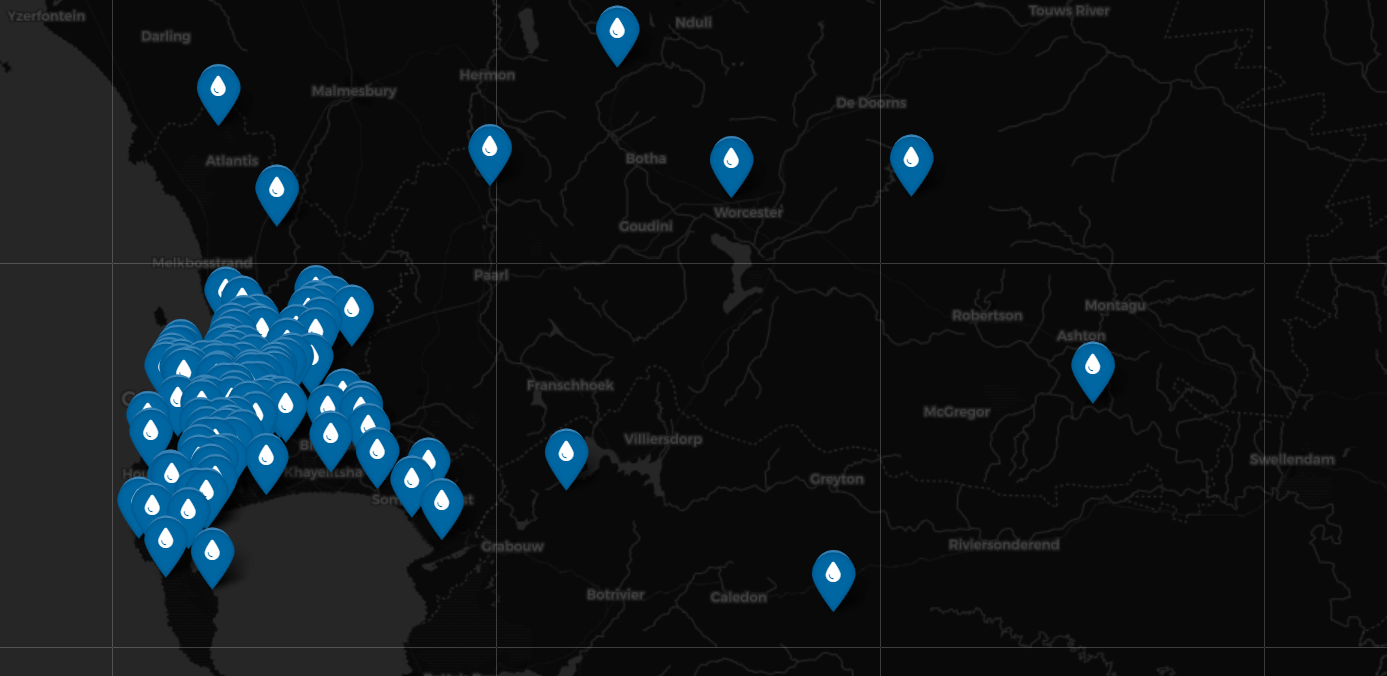 Yzerfontein
Touws River
Nduli
Darling
Hermon
Malmesbury
De Doorns
Botha
Atlantis
Worcester
Goudini
Melkbosstrand
Paarl
Montagu
Robertson
Ashton
Franschhoek
McGregor
Villiersdorp
Swellendam
Khayelitsha
Greyton
Riviersonderend
Grabouw
Botrivier
Caledon